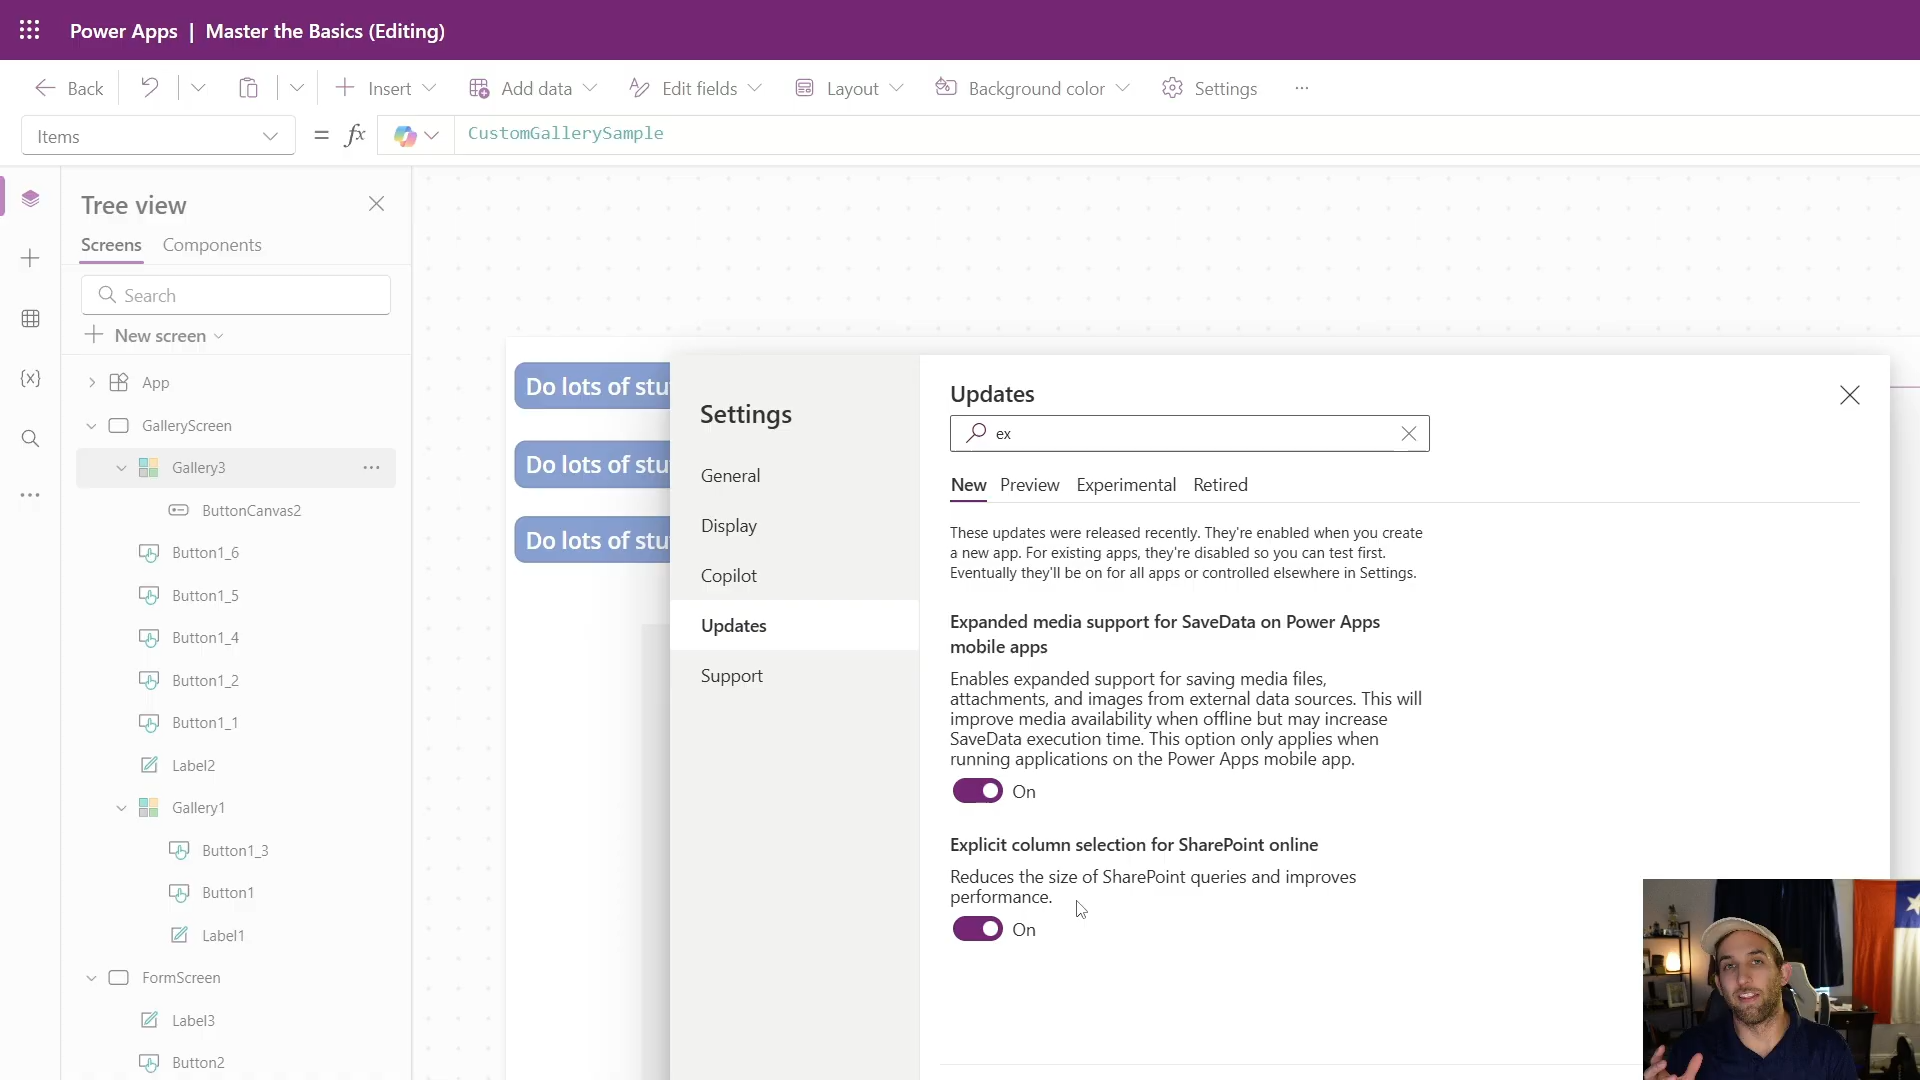 Power Apps | Master the Basics (Editing)
Back
Insert
Add data
Edit fields
Layout
Background color
Settings
...
Items
= fx
CustomGallerySample
Tree view
Screens
Components
Search
New screen
App
GalleryScreen
Gallery3
...
ButtonCanvas2
Button1_6
Button1_5
Button1_4
Button1_2
Button1_1
Label2
Gallery1
Button1_3
Button1
Label1
FormScreen
Label3
Button2
Do lots of stu
Do lots of stu
Do lots of stu
Settings
General
Display
Copilot
Updates
Support
Updates
ex
New
Preview
Experimental
Retired
These updates were released recently. They're enabled when you create
a new app. For existing apps, they're disabled so you can test first.
Eventually they'll be on for all apps or controlled elsewhere in Settings.
Expanded media support for SaveData on Power Apps
mobile apps
Enables expanded support for saving media files,
attachments, and images from external data sources. This will
improve media availability when offline but may increase
SaveData execution time. This option only applies when
running applications on the Power Apps mobile app.
On
Explicit column selection for SharePoint online
Reduces the size of SharePoint queries and improves
performance.
On